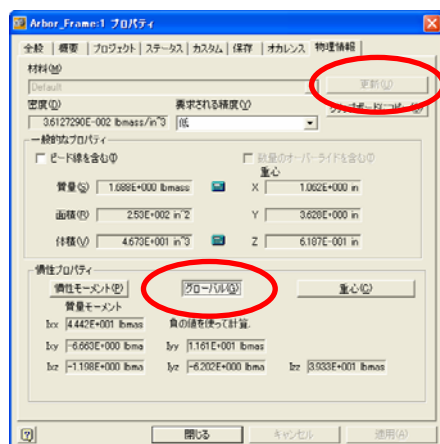 Arbor_Frame:1 プロパティ
全般 概要 プロジェクト ステータス カスタム 保存 オカレンス 物理情報
材料(M)
Default 更新(U)
密度(D) 要求される精度(Y) クリップボードにコピー
3.6127290E-002 lbmass/in^3 低
一般的なプロパティ
ビード線を含む(I) 数量のオーバーライドを含む(I)
重心
質量(S) 1.688E+000 lbmass X 1.062E+000 in
面積(R) 2.53E+002 in^2 Y 3.628E+000 in
体積(V) 4.673E+001 in^3 Z 6.187E-001 in
慣性プロパティ
慣性モーメント(P) グローバル(G) 重心(C)
質量モーメント
Ixx 4.442E+001 lbmas 負の値を使って計算.
Ixy -6.663E+000 lbma Iyy 1.161E+001 lbmas
Ixz -1.198E+000 lbma Iyz -6.202E+000 lbma Izz 3.933E+001 lbmas
閉じる キャンセル 適用(A)